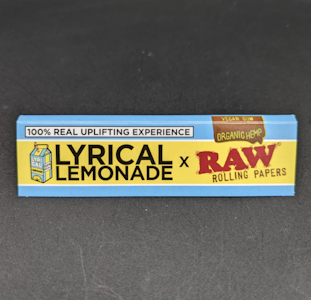 VEGAN GUM
100% REAL UPLIFTING EXPERIENCE
ORGANIC HEMP
LYRICAL
LEMONADE
x
RAW
ROLLING PAPERS